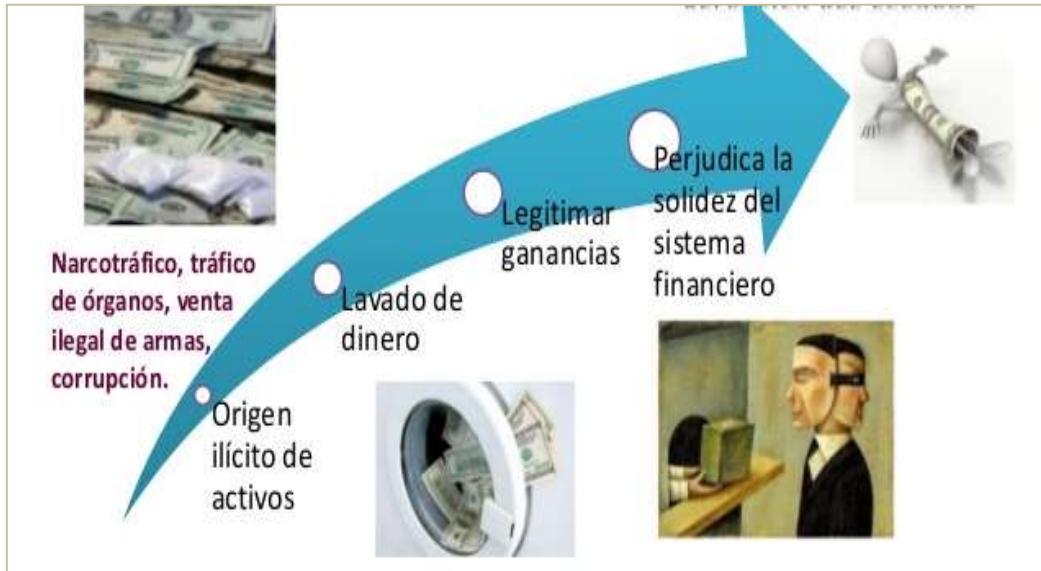 Narcotráfico, tráfico
de órganos, venta
ilegal de armas,
corrupción.
Origen
ilícito de
activos
Lavado de
dinero
Legitimar
ganancias
Perjudica la
solidez del
sistema
financiero